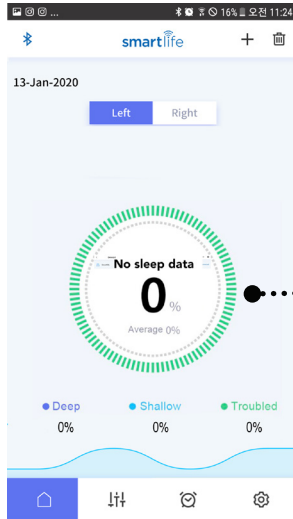 16% 오전 11:24
smartlife
13-Jan-2020
Left Right
No sleep data
0 %
Average 0%
Deep Shallow Troubled
0% 0% 0%